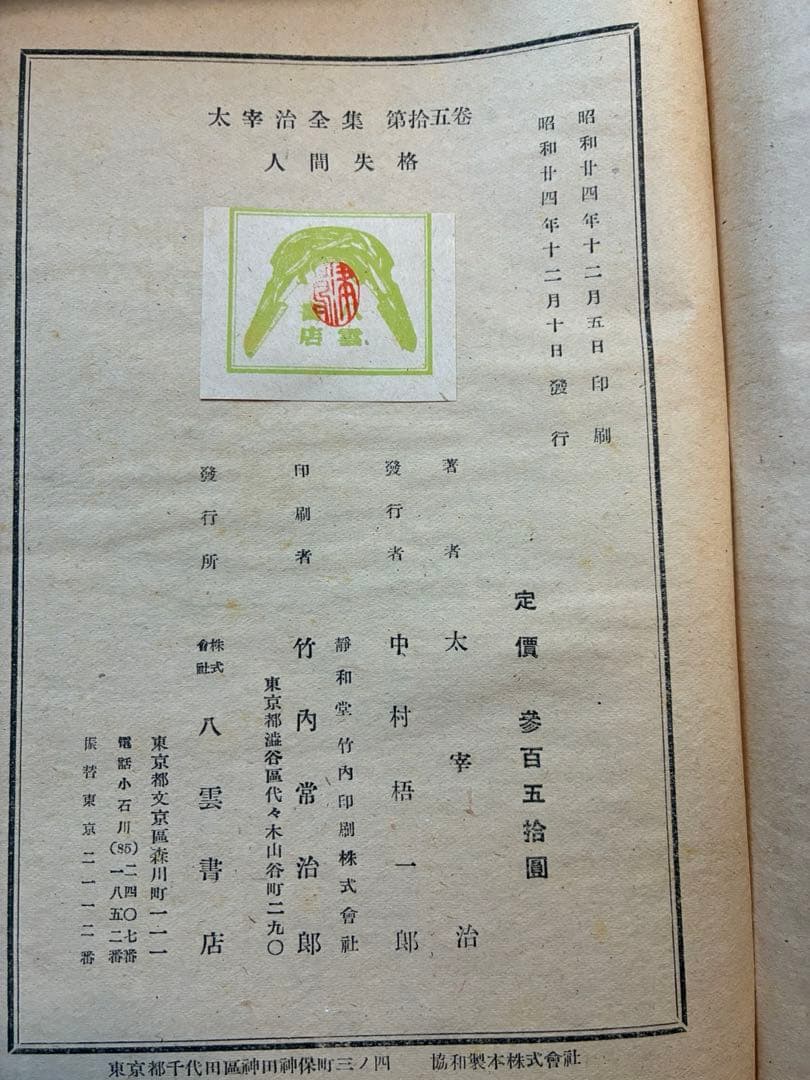 太宰治全集 第拾五卷
人間失格
昭和廿四年十二月五日印刷
昭和廿四年十二月十日發行
雲
店
定價 參百五拾圓
著者 太宰治
發行者 中村梧一郎
靜和堂竹內印刷株式會社
印刷者 竹內常治郎
東京都澁谷區代々木山谷町二九〇
發行所 株式會社 八雲書店
東京都文京區森川町一一一
電話小石川(85)二四〇七番
一八五二番
振替東京二一一二番
東京都千代田區神田神保町三ノ四 協和製本株式會社